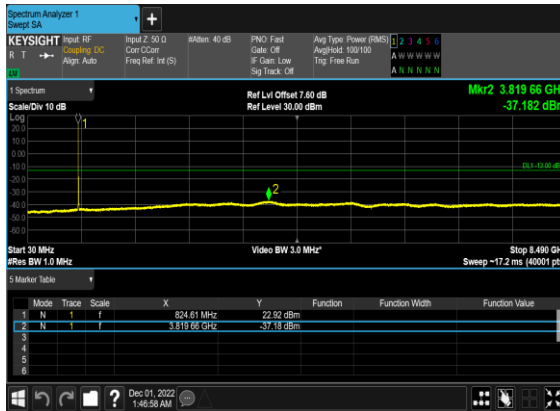 Spectrum Analyzer 1
Swept SA
+
KEYSIGHT Input: RF Input Z: 50 Ω #Atten: 40 dB PNO: Fast Avg Type: Power (RMS) 1 2 3 4 5 6
R T Coupling: DC Corr CCorr Gate: Off Avg|Hold: 100/100 A W W W W W
Align: Auto Freq Ref: Int (S) IF Gain: Low Trig: Free Run
Sig Track: Off A N N N N N
1 Spectrum Ref Lvl Offset 7.60 dB Mkr2 3.819 66 GHz
Scale/Div 10 dB Ref Level 30.00 dBm -37.182 dBm
Log
20.0
10.0
0.00
-10.0
DL1 -13.00 dBm
-20.0
-30.0
-40.0
-50.0
-60.0
1
2
Start 30 MHz Video BW 3.0 MHz* Stop 8.490 GHz
#Res BW 1.0 MHz Sweep ~17.2 ms (40001 pts)
5 Marker Table
Mode Trace Scale X Y Function Function Width Function Value
1 N 1 f 824.61 MHz 22.92 dBm
2 N 1 f 3.819 66 GHz -37.18 dBm
3
4
5
6
? Dec 01, 2022
1:46:58 AM